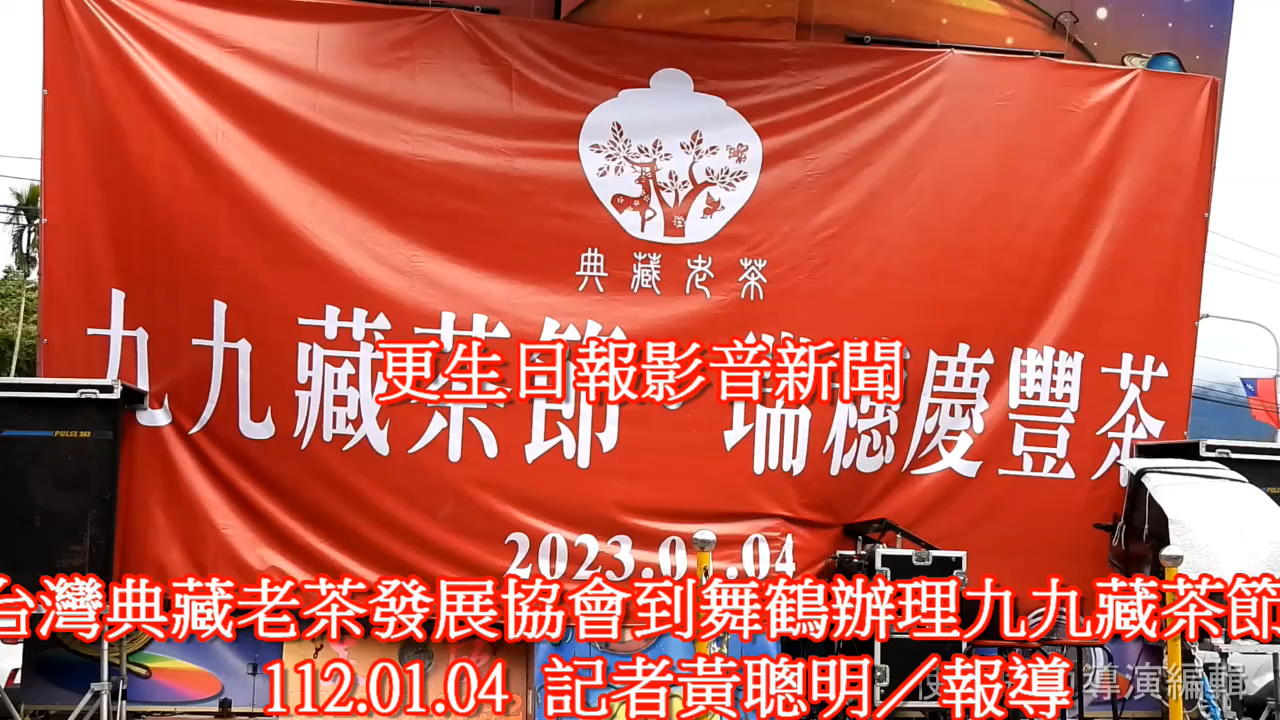 典藏老茶
九九藏茶節・瑞穗慶豐茶
更生日報影音新聞
PULSE 252
2023.0 .04
台灣典藏老茶發展協會到舞鶴辦理九九藏茶節
112.01.04 記者黃聰明／報導
導演編輯